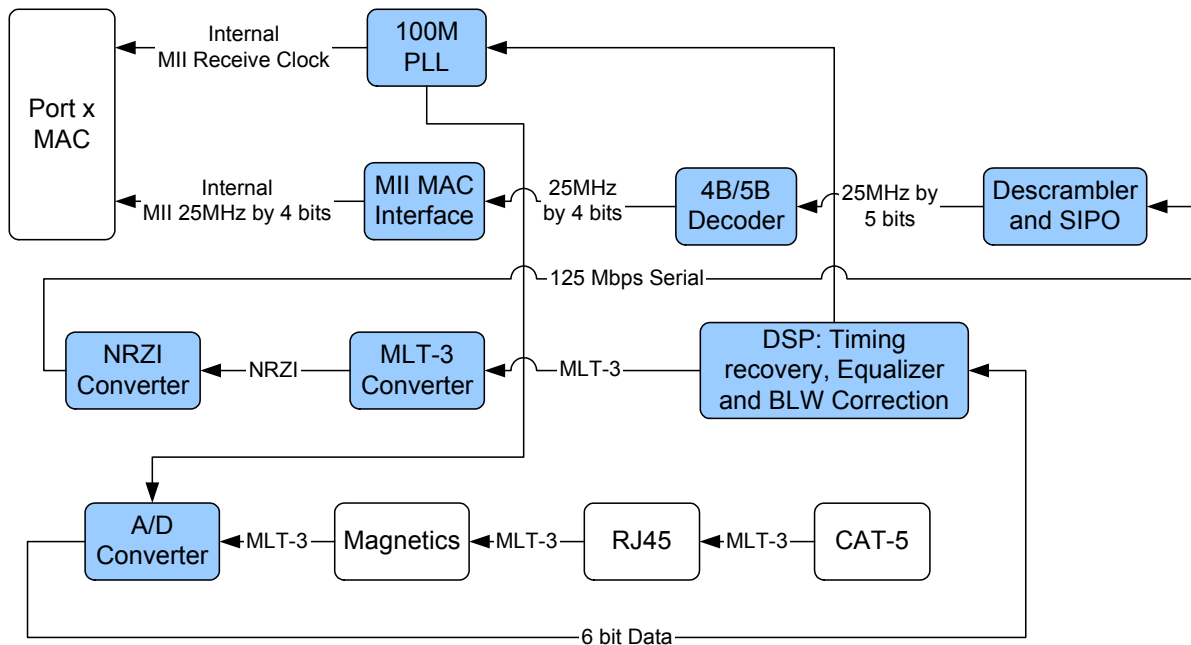 Internal
MII Receive Clock
100M
PLL
Port x
MAC
Internal
MII 25MHz by 4 bits
MII MAC
Interface
25MHz
by 4 bits
4B/5B
Decoder
25MHz by
5 bits
Descrambler
and SIPO
125 Mbps Serial
NRZI
Converter
NRZI
MLT-3
Converter
MLT-3
DSP: Timing
recovery, Equalizer
and BLW Correction
A/D
Converter
MLT-3
Magnetics
MLT-3
RJ45
MLT-3
CAT-5
6 bit Data